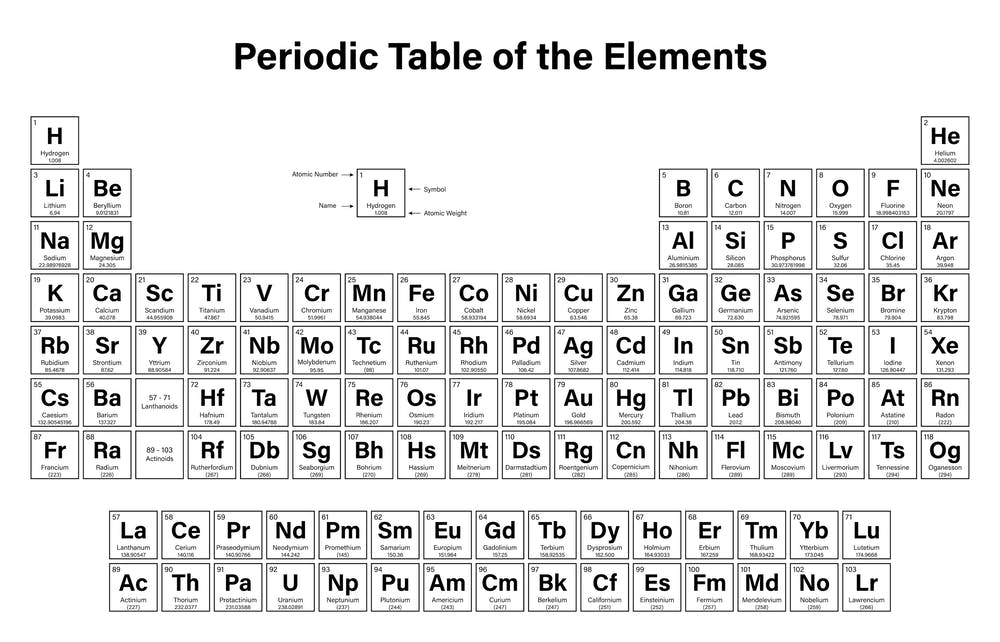 Periodic Table of the Elements
1 2
H He
Hydrogen Helium
1.008 4.002602
Atomic Number
1
H
Hydrogen
1.008
Symbol
Name
Atomic Weight
3 4 5 6 7 8 9 10
Li Be B C N O F Ne
Lithium Beryllium Boron Carbon Nitrogen Oxygen Fluorine Neon
6.94 9.0121831 10.81 12.011 14.007 15.999 18.998403163 20.1797
11 12 13 14 15 16 17 18
Na Mg Al Si P S Cl Ar
Sodium Magnesium Aluminium Silicon Phosphorus Sulfur Chlorine Argon
22.98976928 24.305 26.9815385 28.085 30.973761998 32.06 35.45 39.948
19 20 21 22 23 24 25 26 27 28 29 30 31 32 33 34 35 36
K Ca Sc Ti V Cr Mn Fe Co Ni Cu Zn Ga Ge As Se Br Kr
Potassium Calcium Scandium Titanium Vanadium Chromium Manganese Iron Cobalt Nickel Copper Zinc Gallium Germanium Arsenic Selenium Bromine Krypton
39.0983 40.078 44.955908 47.867 50.9415 51.9961 54.938044 55.845 58.933194 58.6934 63.546 65.38 69.723 72.630 74.921595 78.971 79.904 83.798
37 38 39 40 41 42 43 44 45 46 47 48 49 50 51 52 53 54
Rb Sr Y Zr Nb Mo Tc Ru Rh Pd Ag Cd In Sn Sb Te I Xe
Rubidium Strontium Yttrium Zirconium Niobium Molybdenum Technetium Ruthenium Rhodium Palladium Silver Cadmium Indium Tin Antimony Tellurium Iodine Xenon
85.4678 87.62 88.90584 91.224 92.90637 95.95 (98) 101.07 102.90550 106.42 107.8682 112.414 114.818 118.710 121.760 127.60 126.90447 131.293
55 56 72 73 74 75 76 77 78 79 80 81 82 83 84 85 86
Cs Ba 57 - 71 Hf Ta W Re Os Ir Pt Au Hg Tl Pb Bi Po At Rn
Caesium Barium Lanthanoids Hafnium Tantalum Tungsten Rhenium Osmium Iridium Platinum Gold Mercury Thallium Lead Bismuth Polonium Astatine Radon
132.90545196 137.327 178.49 180.94788 183.84 186.207 190.23 192.217 195.084 196.966569 200.592 204.38 207.2 208.98040 (209) (210) (222)
87 88 104 105 106 107 108 109 110 111 112 113 114 115 116 117 118
Fr Ra 89 - 103 Rf Db Sg Bh Hs Mt Ds Rg Cn Nh Fl Mc Lv Ts Og
Francium Radium Actinoids Rutherfordium Dubnium Seaborgium Bohrium Hassium Meitnerium Darmstadtium Roentgenium Copernicium Nihonium Flerovium Moscovium Livermorium Tennessine Oganesson
(223) (226) (267) (268) (269) (270) (269) (278) (281) (282) (285) (286) (289) (289) (293) (294) (294)
57 58 59 60 61 62 63 64 65 66 67 68 69 70 71
La Ce Pr Nd Pm Sm Eu Gd Tb Dy Ho Er Tm Yb Lu
Lanthanum Cerium Praseodymium Neodymium Promethium Samarium Europium Gadolinium Terbium Dysprosium Holmium Erbium Thulium Ytterbium Lutetium
138.90547 140.116 140.90766 144.242 (145) 150.36 151.964 157.25 158.92535 162.500 164.93033 167.259 168.93422 173.045 174.9668
89 90 91 92 93 94 95 96 97 98 99 100 101 102 103
Ac Th Pa U Np Pu Am Cm Bk Cf Es Fm Md No Lr
Actinium Thorium Protactinium Uranium Neptunium Plutonium Americium Curium Berkelium Californium Einsteinium Fermium Mendelevium Nobelium Lawrencium
(227) 232.0377 231.03588 238.02891 (237) (244) (243) (247) (247) (251) (252) (257) (258) (259) (266)